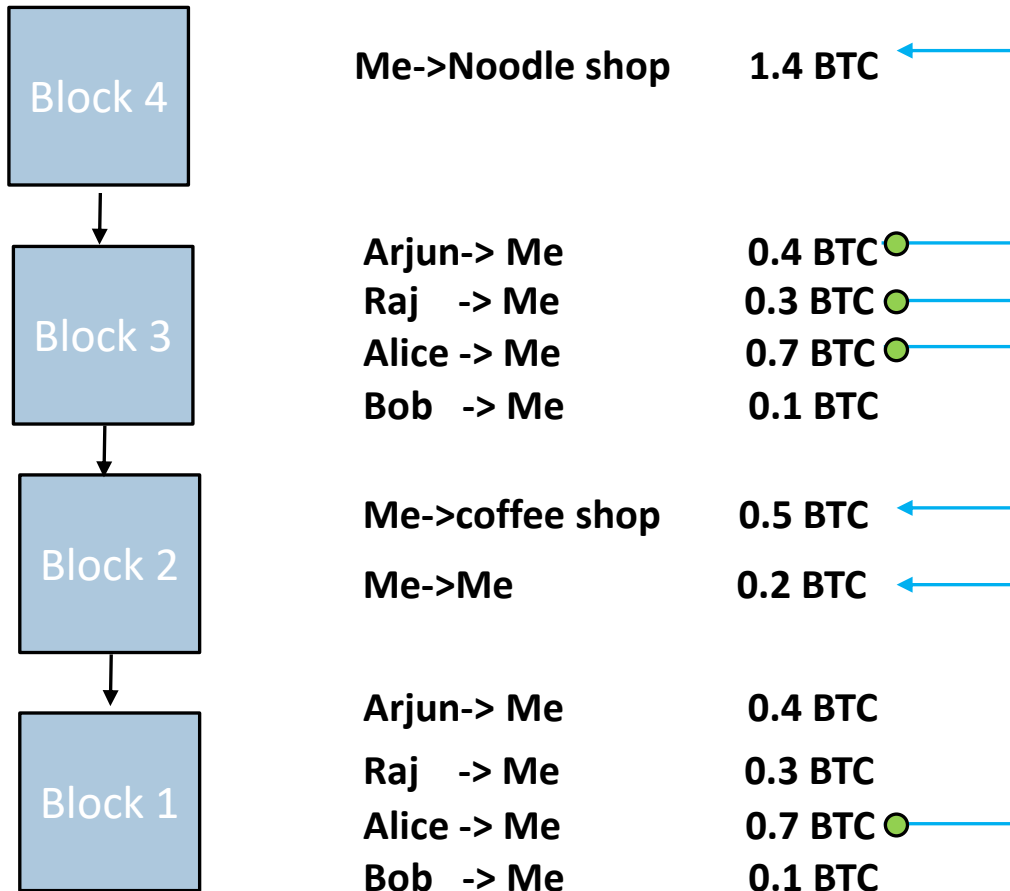 Block 4
Me->Noodle shop 1.4 BTC
Block 3
Arjun-> Me 0.4 BTC
Raj -> Me 0.3 BTC
Alice -> Me 0.7 BTC
Bob -> Me 0.1 BTC
Block 2
Me->coffee shop 0.5 BTC
Me->Me 0.2 BTC
Block 1
Arjun-> Me 0.4 BTC
Raj -> Me 0.3 BTC
Alice -> Me 0.7 BTC
Bob -> Me 0.1 BTC